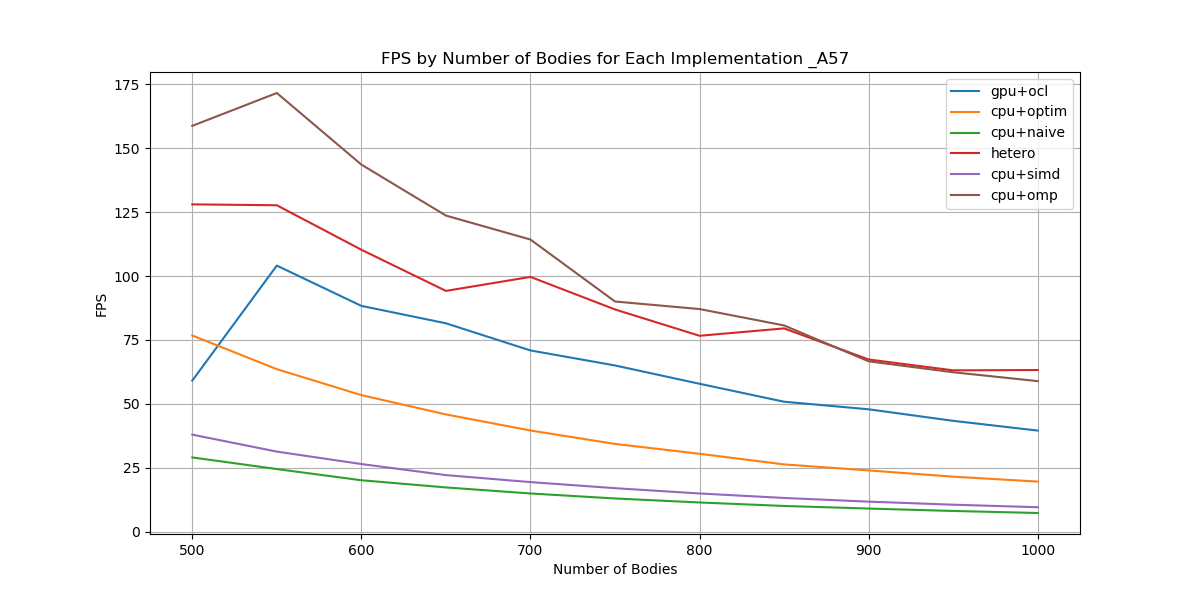 FPS by Number of Bodies for Each Implementation _A57
175
150
125
100
75
50
25
0
FPS
gpu+ocl
cpu+optim
cpu+naive
hetero
cpu+simd
cpu+omp
500 600 700 800 900 1000
Number of Bodies